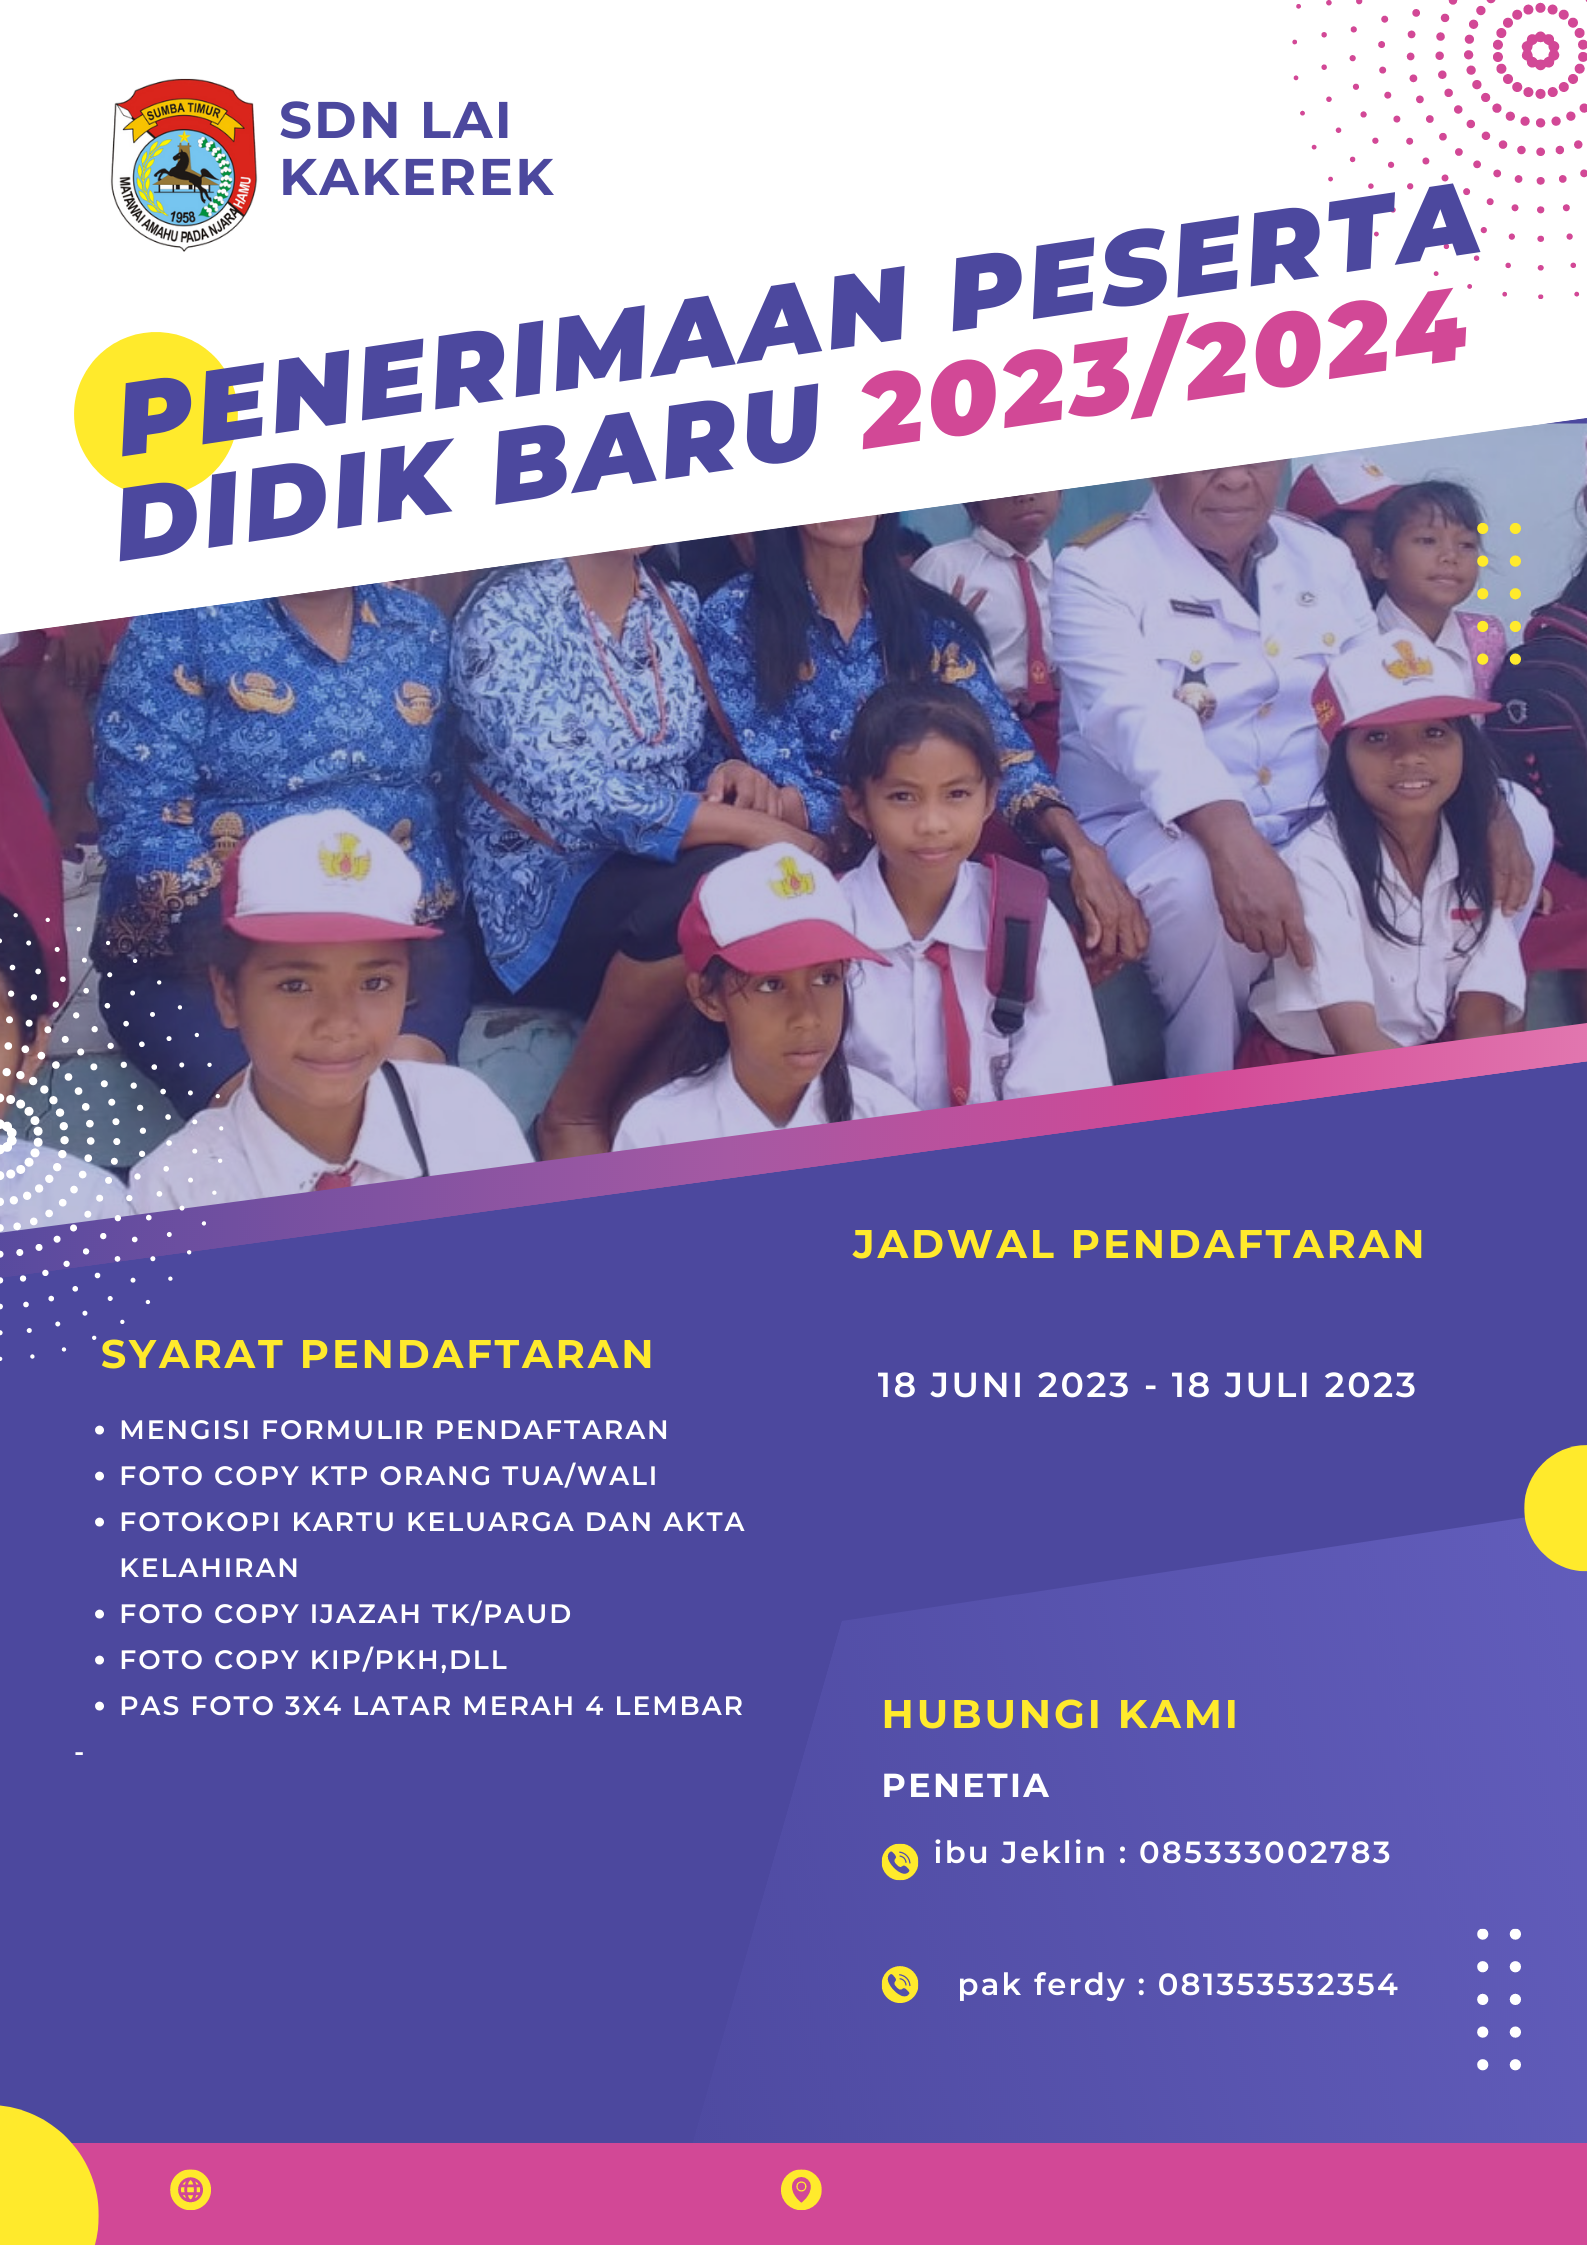 SUMBA TIMUR
1958
MATAWAI AMAHU PADA NJARA HAMU
SDN LAI
KAKEREK
PENERIMAAN PESERTA
DIDIK BARU 2023/2024
JADWAL PENDAFTARAN
18 JUNI 2023 - 18 JULI 2023
SYARAT PENDAFTARAN
• MENGISI FORMULIR PENDAFTARAN
• FOTO COPY KTP ORANG TUA/WALI
• FOTOKOPI KARTU KELUARGA DAN AKTA
KELAHIRAN
• FOTO COPY IJAZAH TK/PAUD
• FOTO COPY KIP/PKH,DLL
• PAS FOTO 3X4 LATAR MERAH 4 LEMBAR
-
HUBUNGI KAMI
PENETIA
ibu Jeklin : 085333002783
pak ferdy : 081353532354